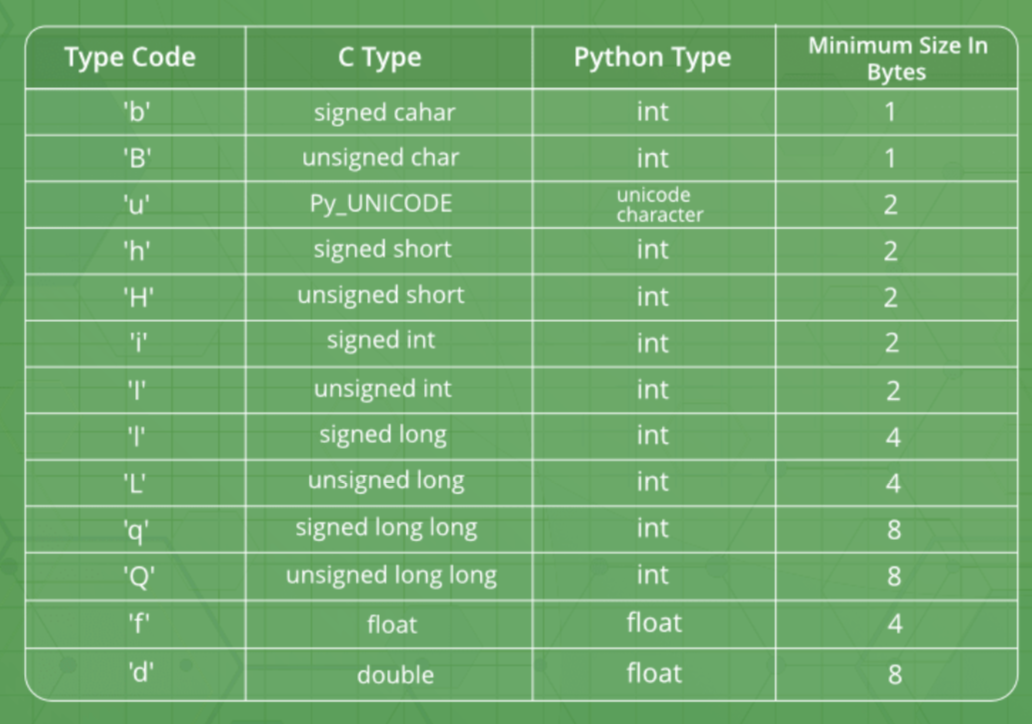 Type Code C Type Python Type Minimum Size In
Bytes
'b' signed cahar int 1
'B' unsigned char int 1
'u' Py_UNICODE unicode
character 2
'h' signed short int 2
'H' unsigned short int 2
'i' signed int int 2
'I' unsigned int int 2
'l' signed long int 4
'L' unsigned long int 4
'q' signed long long int 8
'Q' unsigned long long int 8
'f' float float 4
'd' double float 8